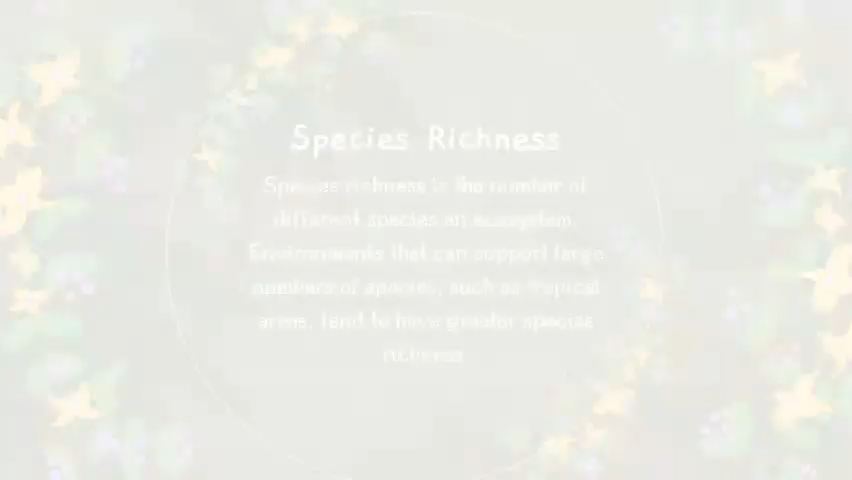 Species Richness
Species richness is the number of
different species an ecosystem.
Environments that can support large
numbers of species, such as tropical
areas, tend to have greater species
richness